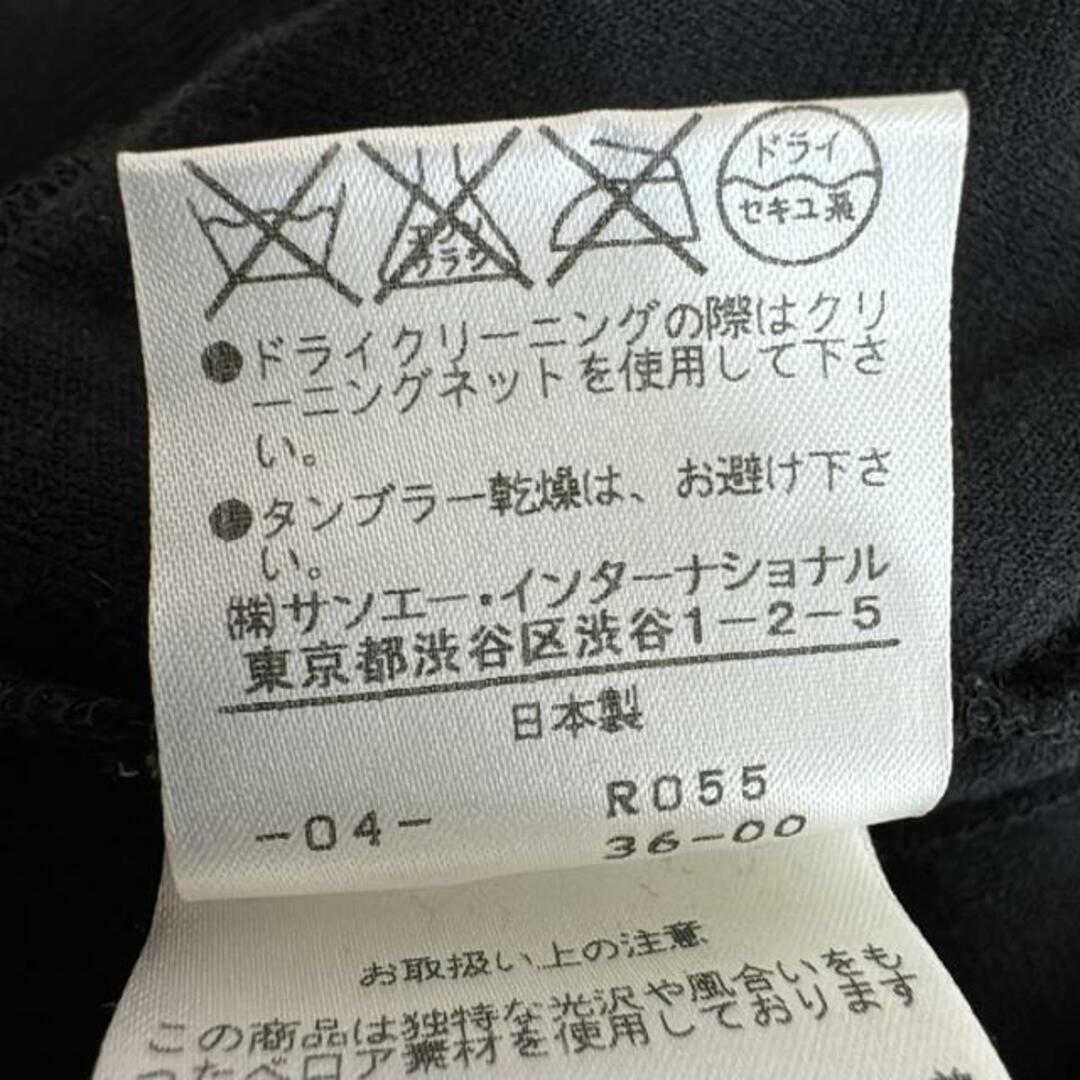 ドライ
セキユ系
エンソ
サラシ
●ドライクリーニングの際はクリ
ーニングネットを使用して下さ
い。
●タンブラー乾燥は、お避け下さ
い。
㈱サンエー・インターナショナル
東京都渋谷区渋谷1-2-5
日本製
-04-
R055
36-00
お取扱い上の注意
この商品は独特な光沢や風合いをも
ったベロア素材を使用しております